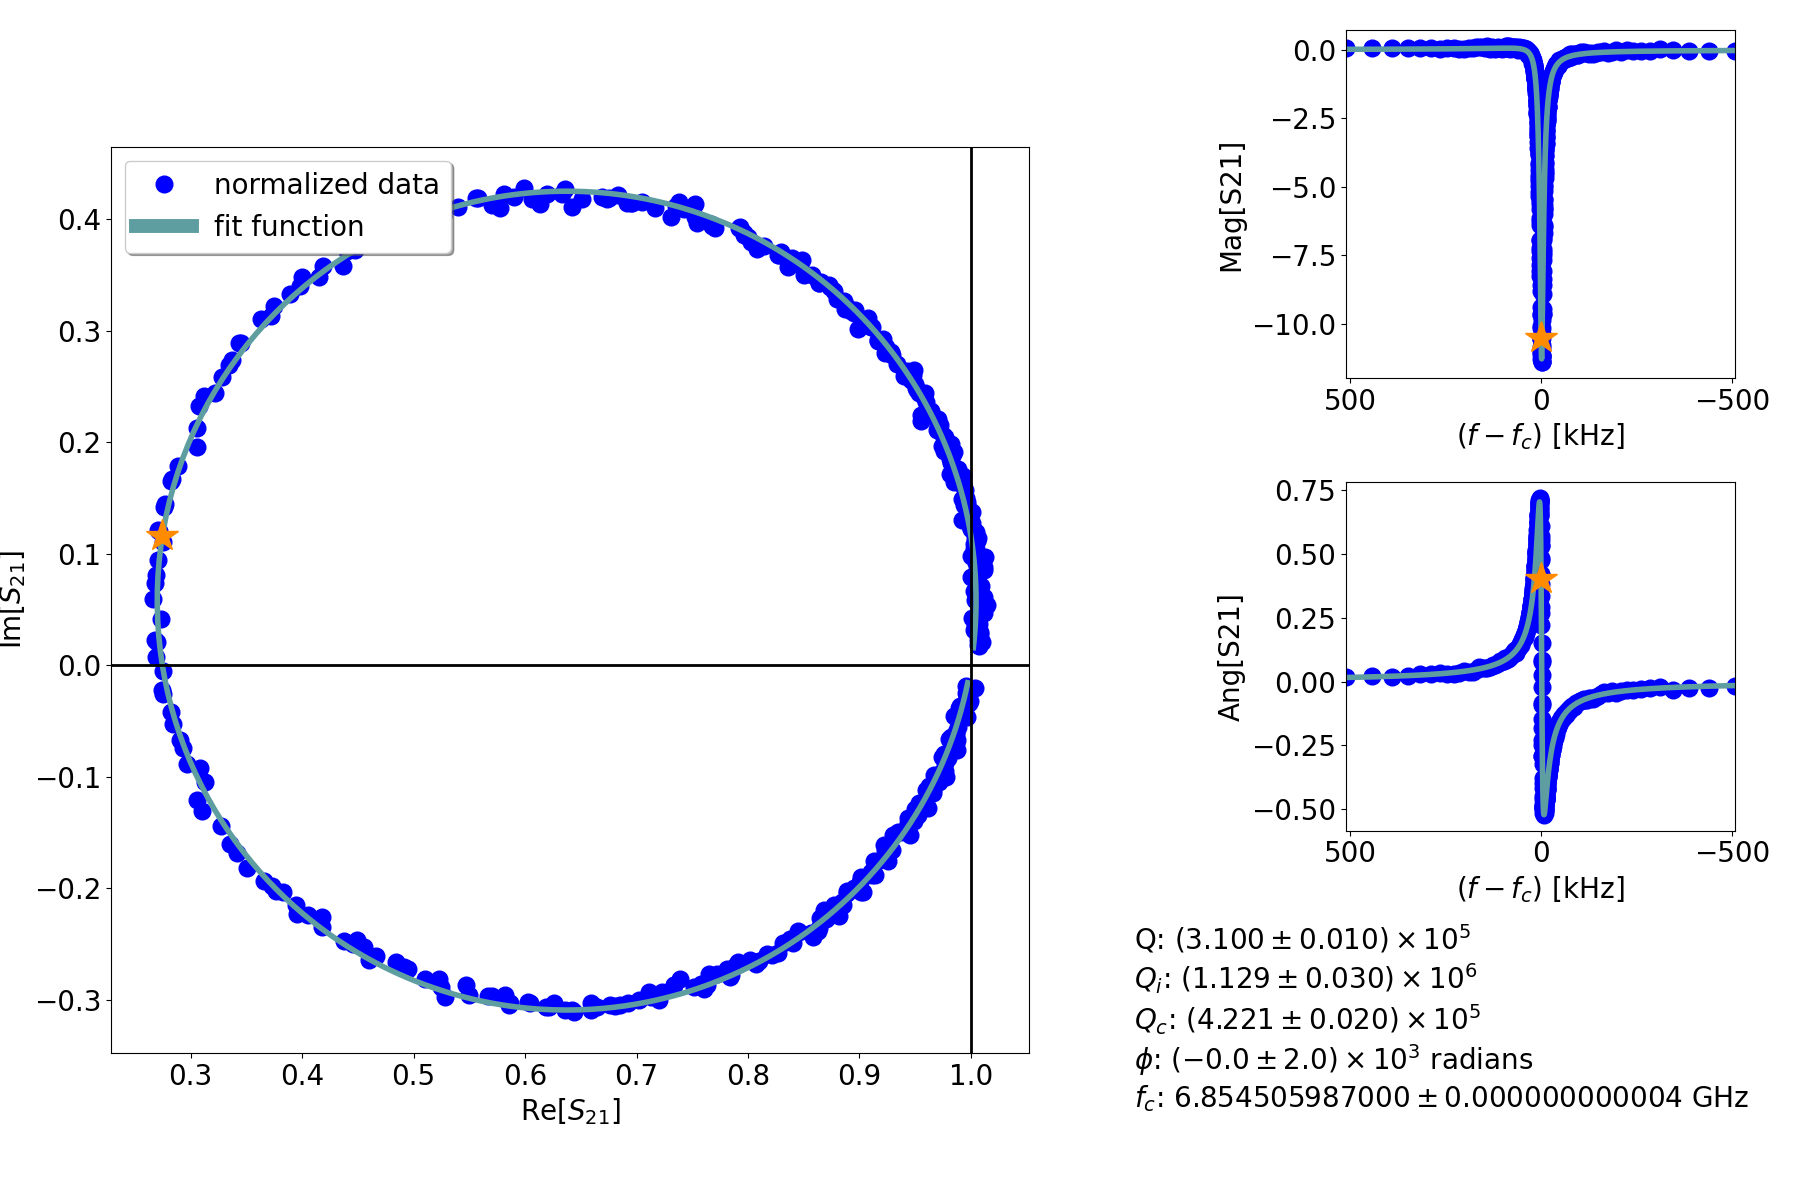 normalized data
fit function
0.4
0.3
0.2
0.1
0.0
−0.1
−0.2
−0.3
Im[S21]
0.3 0.4 0.5 0.6 0.7 0.8 0.9 1.0
Re[S21]
0.0
−2.5
−5.0
−7.5
−10.0
Mag[S21]
500 0 −500
(f − fc) [kHz]
0.75
0.50
0.25
0.00
−0.25
−0.50
Ang[S21]
500 0 −500
(f − fc) [kHz]
Q: (3.100 ± 0.010) × 10^5
Qi: (1.129 ± 0.030) × 10^6
Qc: (4.221 ± 0.020) × 10^5
ϕ: (−0.0 ± 2.0) × 10^3 radians
fc: 6.854505987000 ± 0.000000000004 GHz